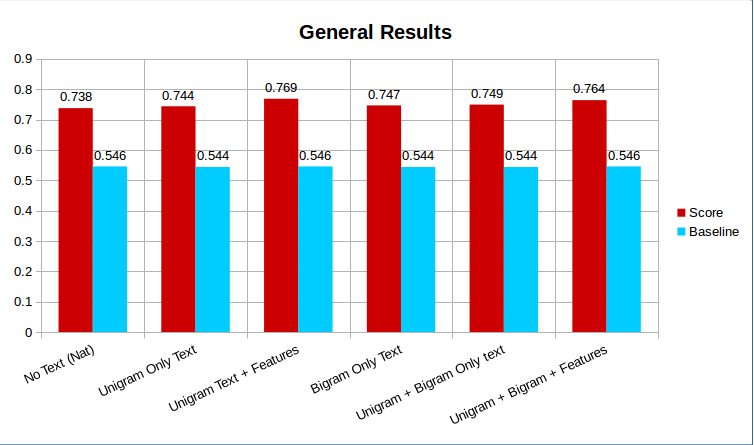 General Results
0.9
0.8
0.7
0.6
0.5
0.4
0.3
0.2
0.1
0
0.738
0.546
0.744
0.544
0.769
0.546
0.747
0.544
0.749
0.544
0.764
0.546
Score
Baseline
No Text (Nat)
Unigram Only Text
Unigram Text + Features
Bigram Only Text
Unigram + Bigram Only text
Unigram + Bigram + Features